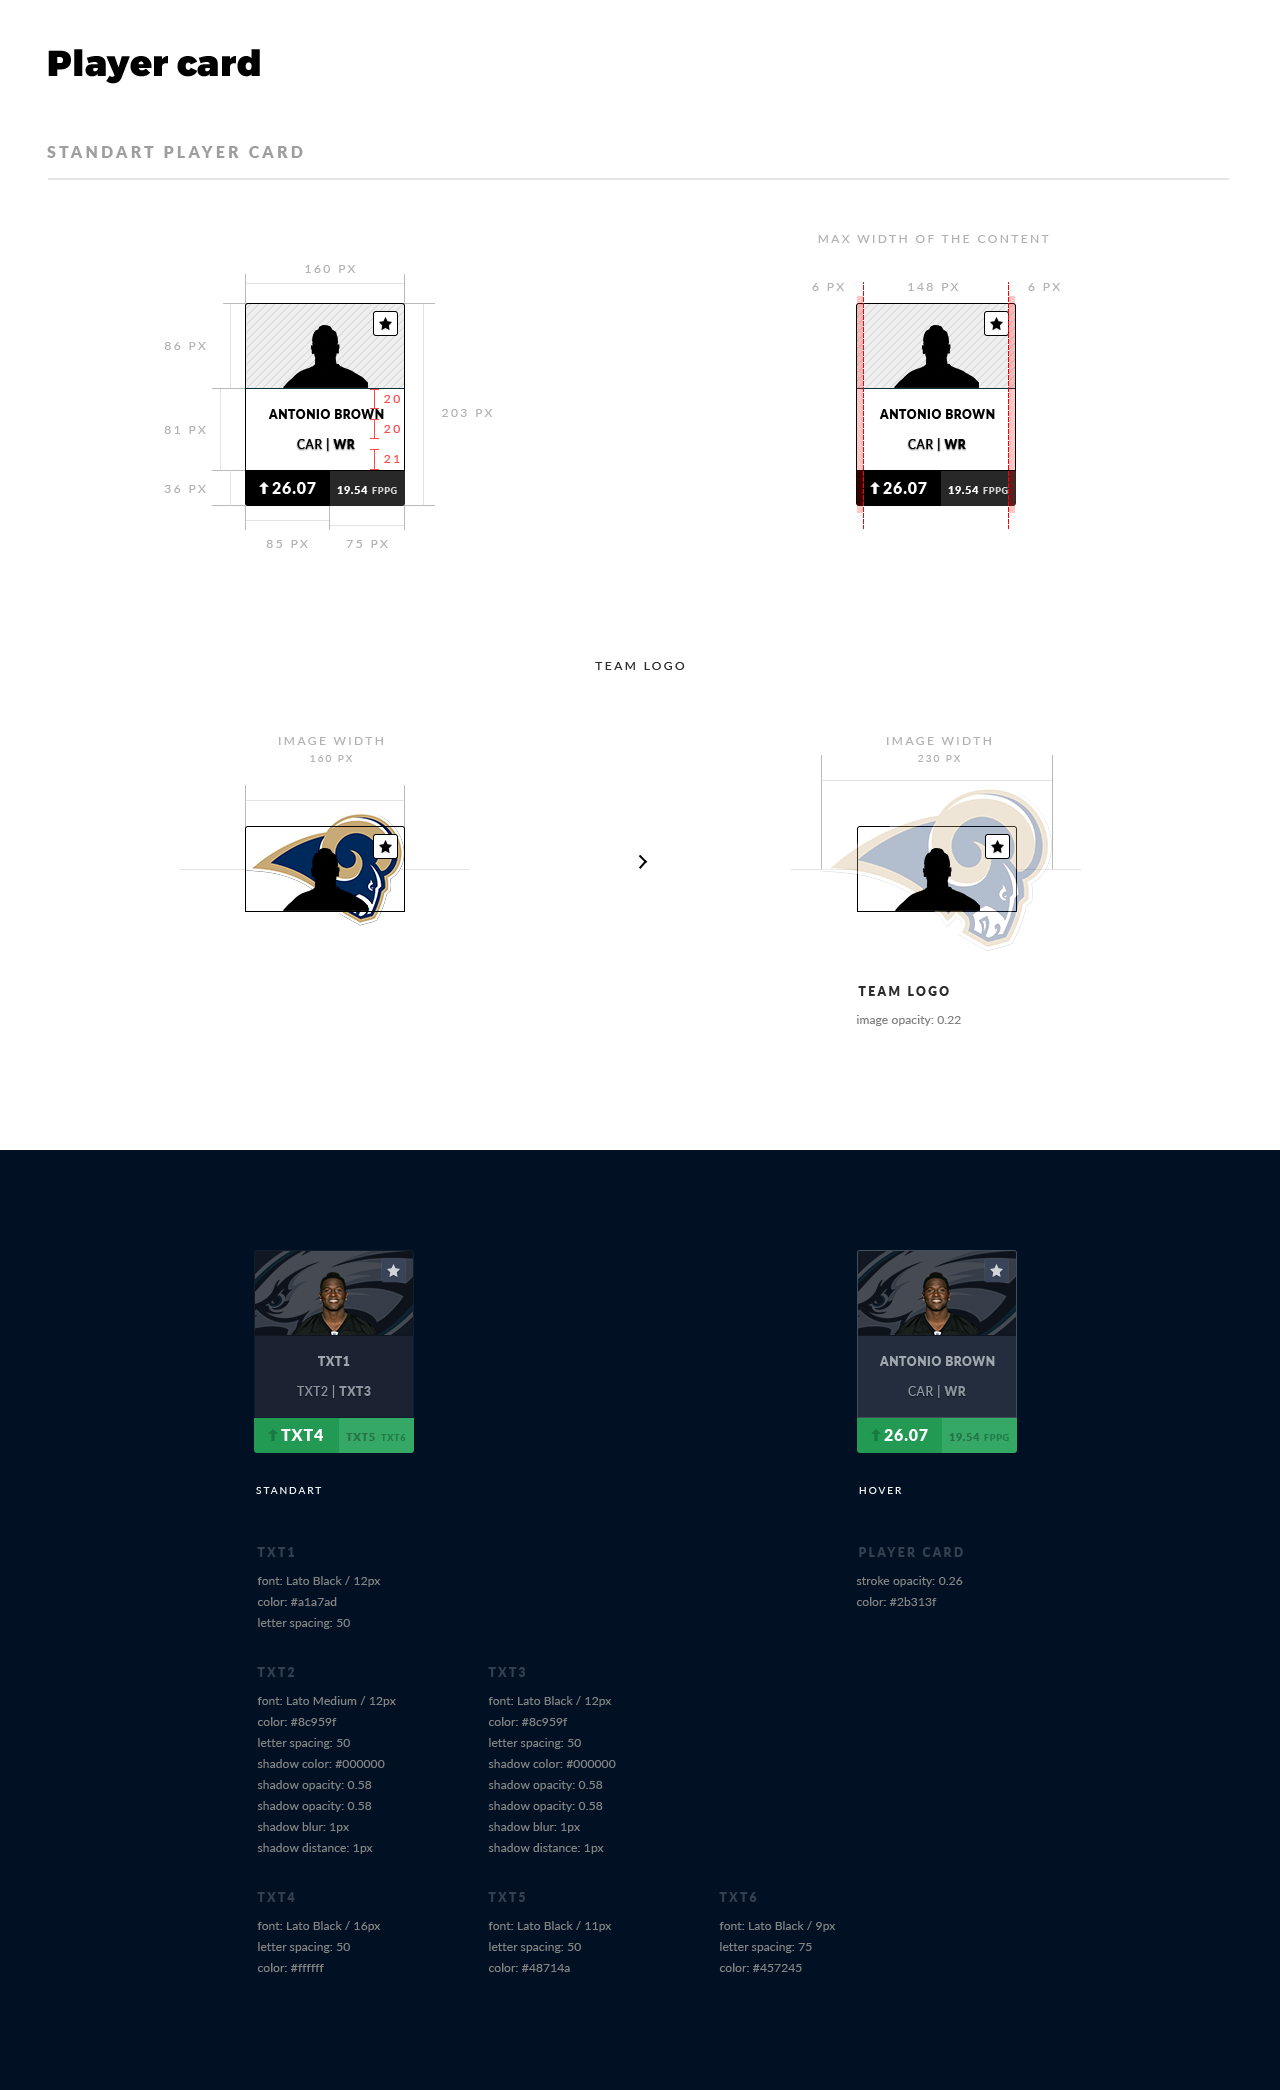 Player card
STANDART PLAYER CARD
MAX WIDTH OF THE CONTENT
160 PX
6 PX 148 PX 6 PX
86 PX
20
ANTONIO BROWN
203 PX
81 PX
20
CAR | WR
21
36 PX
26.07 19.54 FPPG
85 PX 75 PX
ANTONIO BROWN
CAR | WR
26.07 19.54 FPPG
TEAM LOGO
IMAGE WIDTH
160 PX
IMAGE WIDTH
230 PX
TEAM LOGO
image opacity: 0.22
TXT1
TXT2 | TXT3
TXT4 TXT5 TXT6
STANDART
ANTONIO BROWN
CAR | WR
26.07 19.54 FPPG
HOVER
TXT1
font: Lato Black / 12px
color: #a1a7ad
letter spacing: 50
PLAYER CARD
stroke opacity: 0.26
color: #2b313f
TXT2
font: Lato Medium / 12px
color: #8c959f
letter spacing: 50
shadow color: #000000
shadow opacity: 0.58
shadow opacity: 0.58
shadow blur: 1px
shadow distance: 1px
TXT3
font: Lato Black / 12px
color: #8c959f
letter spacing: 50
shadow color: #000000
shadow opacity: 0.58
shadow opacity: 0.58
shadow blur: 1px
shadow distance: 1px
TXT4
font: Lato Black / 16px
letter spacing: 50
color: #ffffff
TXT5
font: Lato Black / 11px
letter spacing: 50
color: #48714a
TXT6
font: Lato Black / 9px
letter spacing: 75
color: #457245